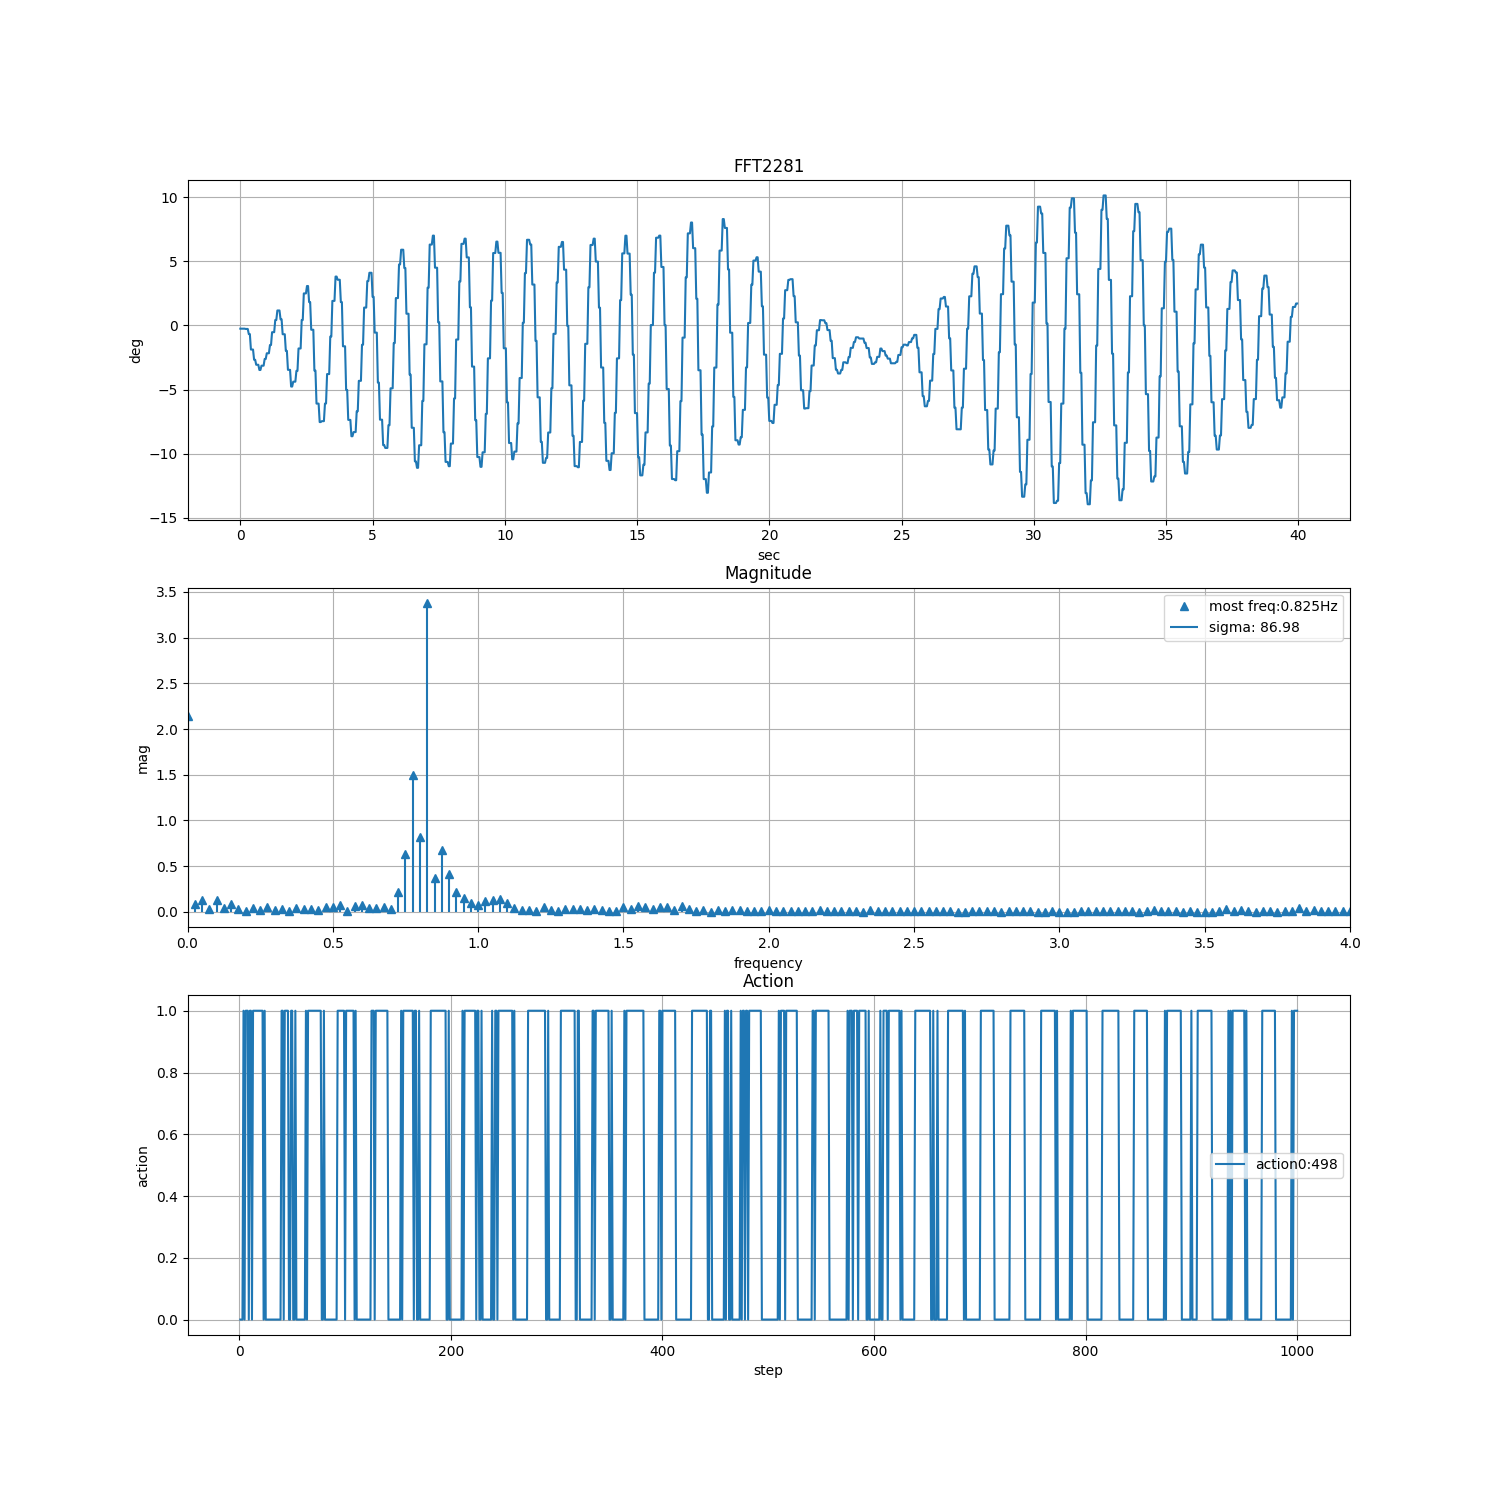 FFT2281
10
5
0
−5
−10
−15
deg
0 5 10 15 20 25 30 35 40
sec
Magnitude
3.5
3.0
2.5
2.0
1.5
1.0
0.5
0.0
mag
most freq:0.825Hz
sigma: 86.98
0.0 0.5 1.0 1.5 2.0 2.5 3.0 3.5 4.0
frequency
Action
1.0
0.8
0.6
0.4
0.2
0.0
action
action0:498
0 200 400 600 800 1000
step